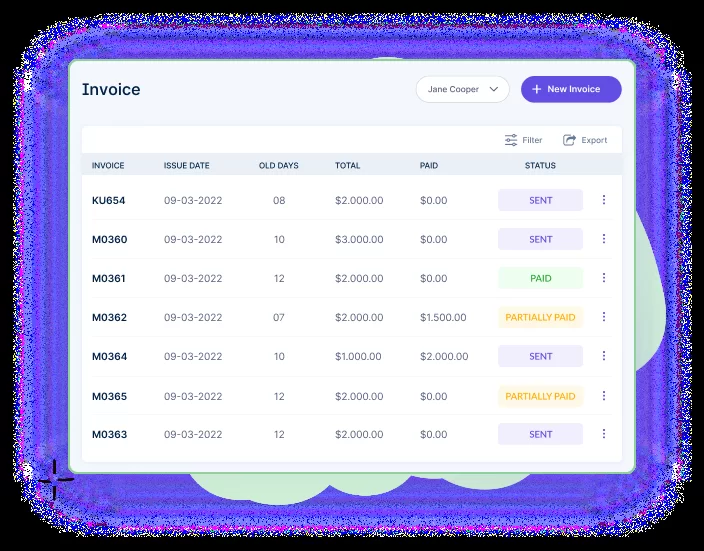 Invoice Jane Cooper + New Invoice
Filter Export
INVOICE ISSUE DATE OLD DAYS TOTAL PAID STATUS
KU654 09-03-2022 08 $2.000.00 $0.00 SENT
M0360 09-03-2022 10 $3.000.00 $0.00 SENT
M0361 09-03-2022 12 $2.000.00 $0.00 PAID
M0362 09-03-2022 07 $2.000.00 $1.500.00 PARTIALLY PAID
M0364 09-03-2022 10 $1.000.00 $2.000.00 SENT
M0365 09-03-2022 12 $2.000.00 $0.00 PARTIALLY PAID
M0363 09-03-2022 12 $2.000.00 $0.00 SENT